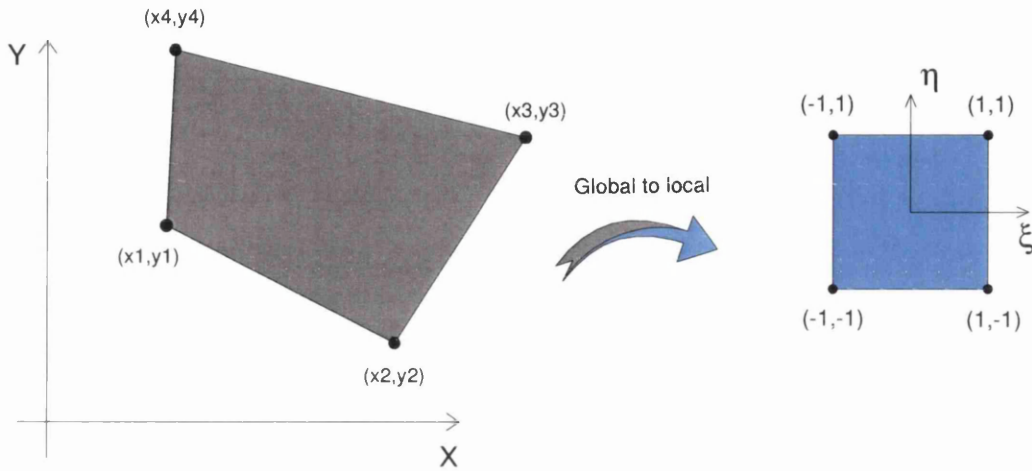 (x4,y4)
Y
(x3,y3)
(x1,y1)
(x2,y2)
X
Global to local
η
(-1,1)
(1,1)
ξ
(-1,-1)
(1,-1)